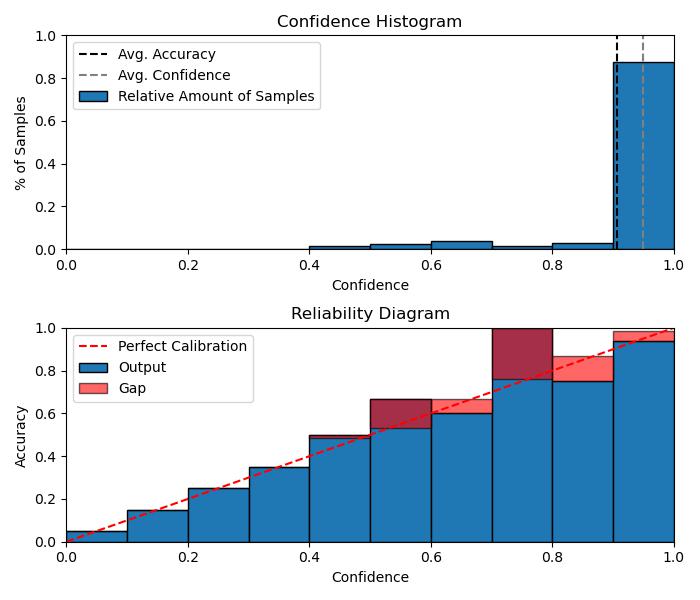 Confidence Histogram
1.0
0.8
0.6
0.4
0.2
0.0
% of Samples
Avg. Accuracy
Avg. Confidence
Relative Amount of Samples
0.0 0.2 0.4 0.6 0.8 1.0
Confidence
Reliability Diagram
1.0
0.8
0.6
0.4
0.2
0.0
Accuracy
Perfect Calibration
Output
Gap
0.0 0.2 0.4 0.6 0.8 1.0
Confidence